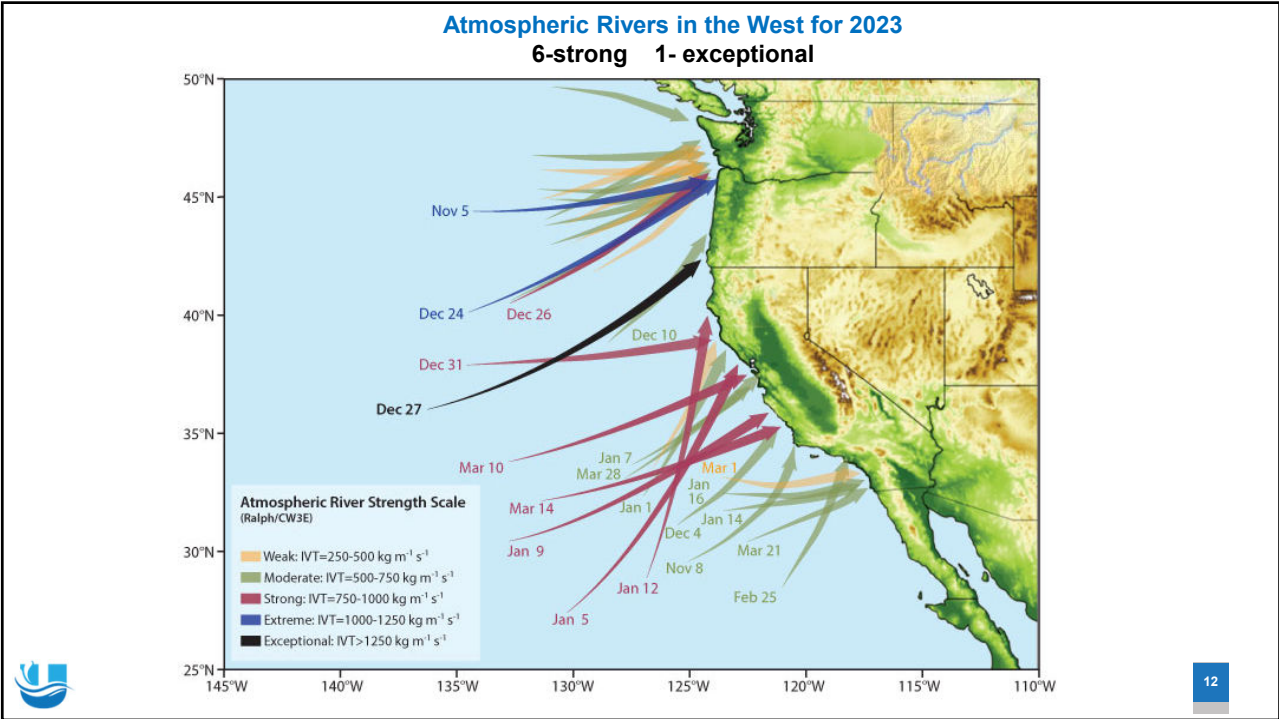 Atmospheric Rivers in the West for 2023
6-strong 1- exceptional
50°N
45°N
40°N
35°N
30°N
25°N
Nov 5
Dec 24
Dec 26
Dec 10
Dec 31
Dec 27
Mar 10
Jan 7
Mar 28
Mar 1
Jan
16
Mar 14
Jan 1
Jan 14
Dec 4
Jan 9
Mar 21
Nov 8
Jan 12
Feb 25
Jan 5
Atmospheric River Strength Scale
(Ralph/CW3E)
Weak: IVT=250-500 kg m⁻¹ s⁻¹
Moderate: IVT=500-750 kg m⁻¹ s⁻¹
Strong: IVT=750-1000 kg m⁻¹ s⁻¹
Extreme: IVT=1000-1250 kg m⁻¹ s⁻¹
Exceptional: IVT>1250 kg m⁻¹ s⁻¹
145°W 140°W 135°W 130°W 125°W 120°W 115°W 110°W
12